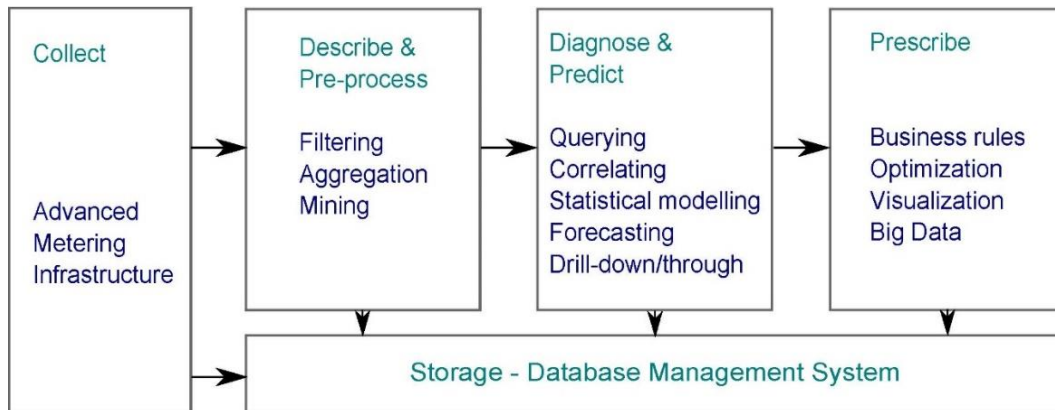 Collect
Advanced
Metering
Infrastructure
Describe &
Pre-process
Filtering
Aggregation
Mining
Diagnose &
Predict
Querying
Correlating
Statistical modelling
Forecasting
Drill-down/through
Prescribe
Business rules
Optimization
Visualization
Big Data
Storage - Database Management System